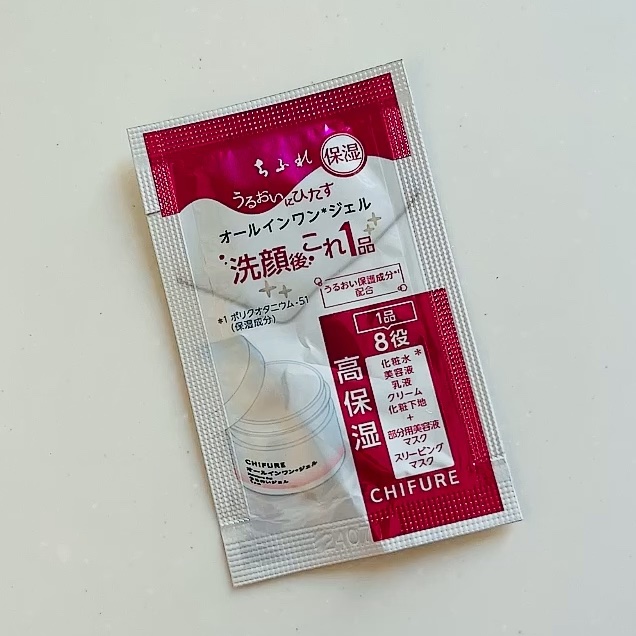 ちふれ
保湿
うるおいにひたす
オールインワン*ジェル
洗顔後これ1品
うるおい保護成分*1
配合
*1 ポリクオタニウム-51
(保湿成分)
1品
8役
化粧水*
美容液
乳液
クリーム
化粧下地
+
部分用美容液
マスク
スリーピング
マスク
高保湿
CHIFURE
オールインワン*ジェル
CHIFURE